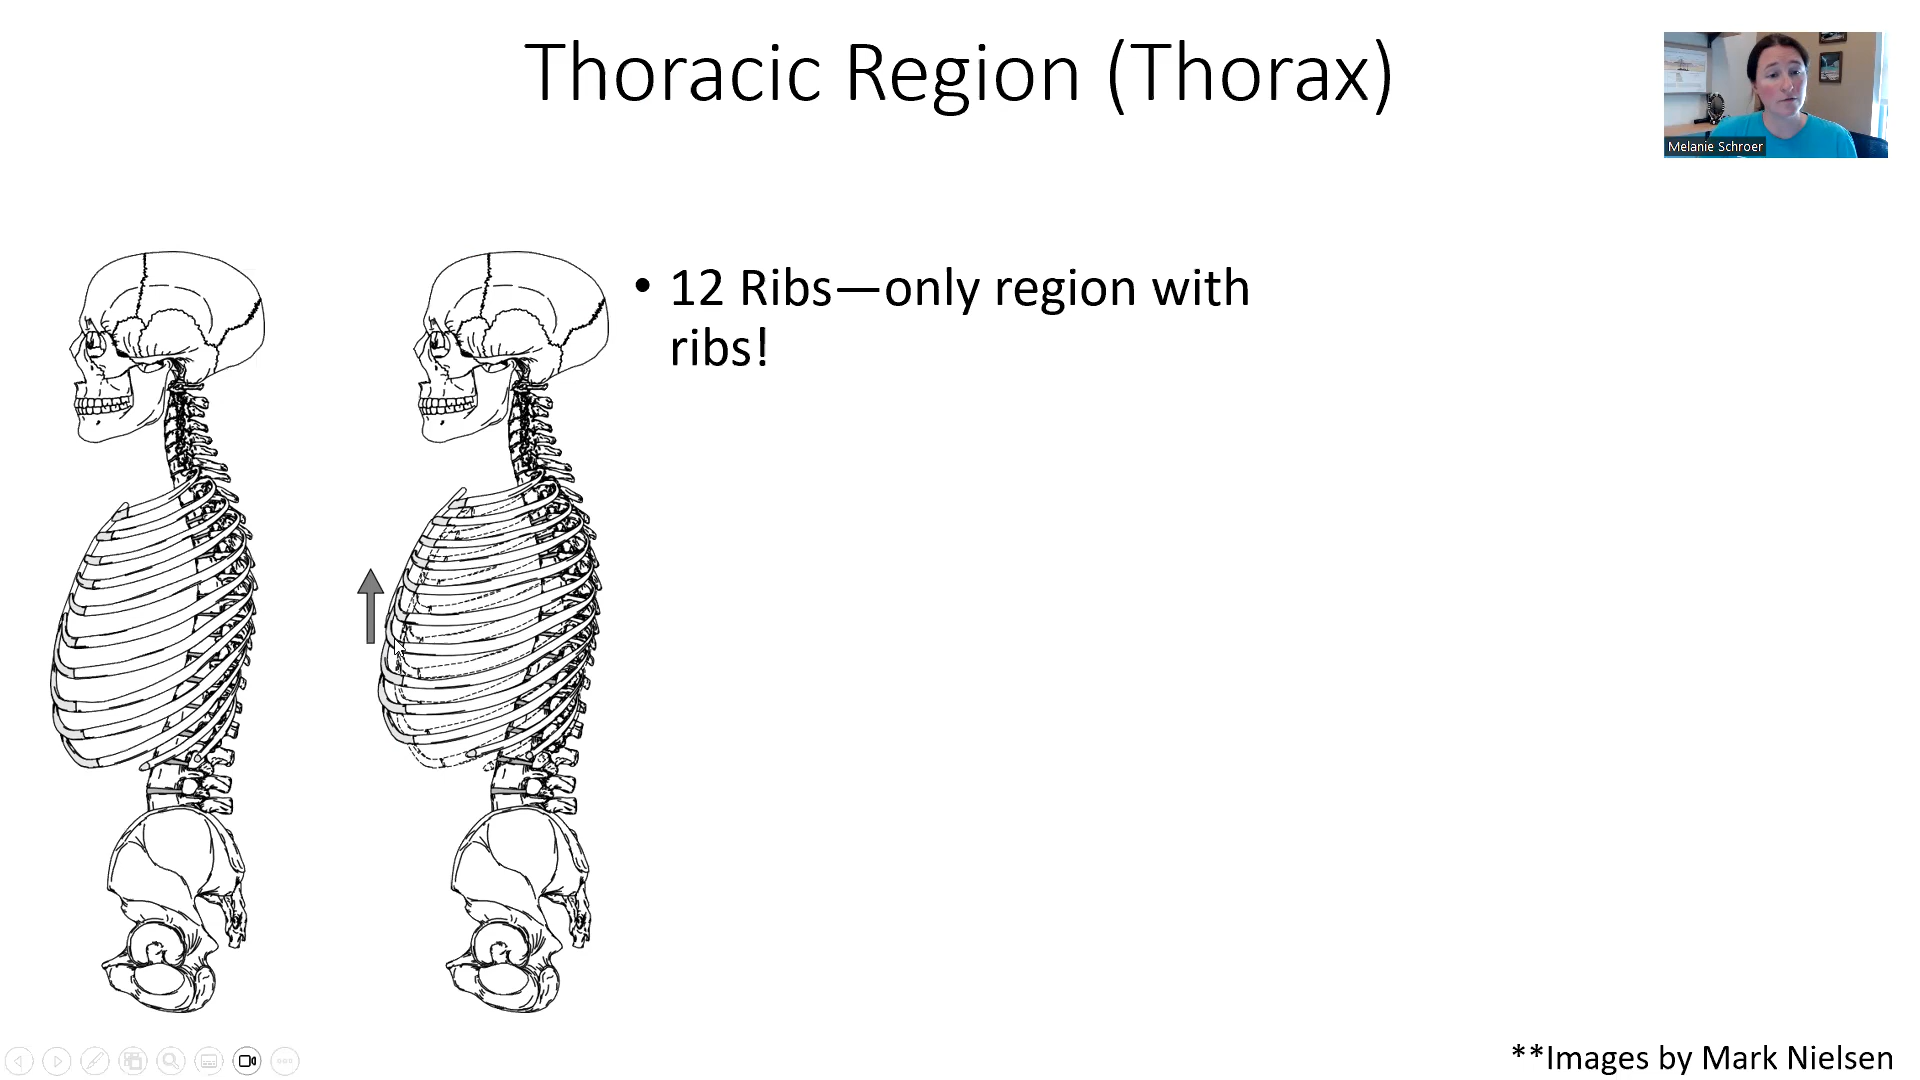 Thoracic Region (Thorax)
Melanie Schroer
• 12 Ribs—only region with
ribs!
**Images by Mark Nielsen